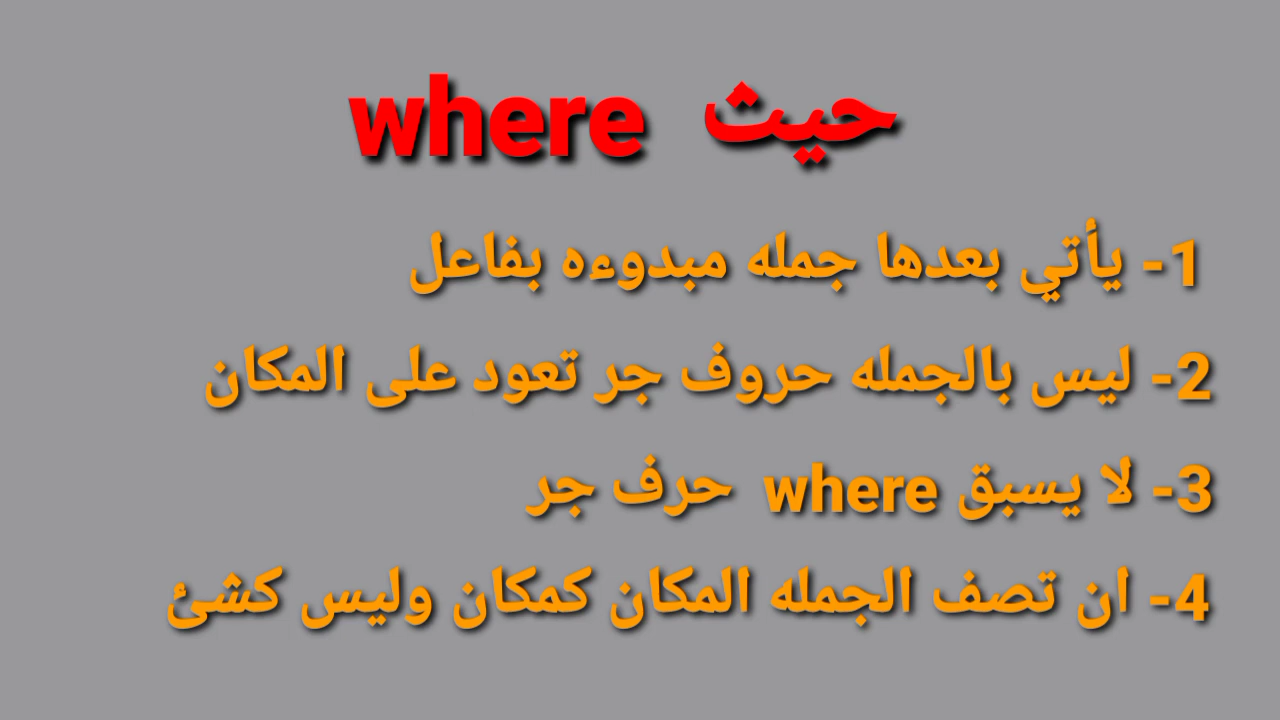 حيث where
1- يأتي بعدها جمله مبدوءه بفاعل
2- ليس بالجمله حروف جر تعود على المكان
3- لا يسبق where حرف جر
4- ان تصف الجمله المكان كمكان وليس كشئ